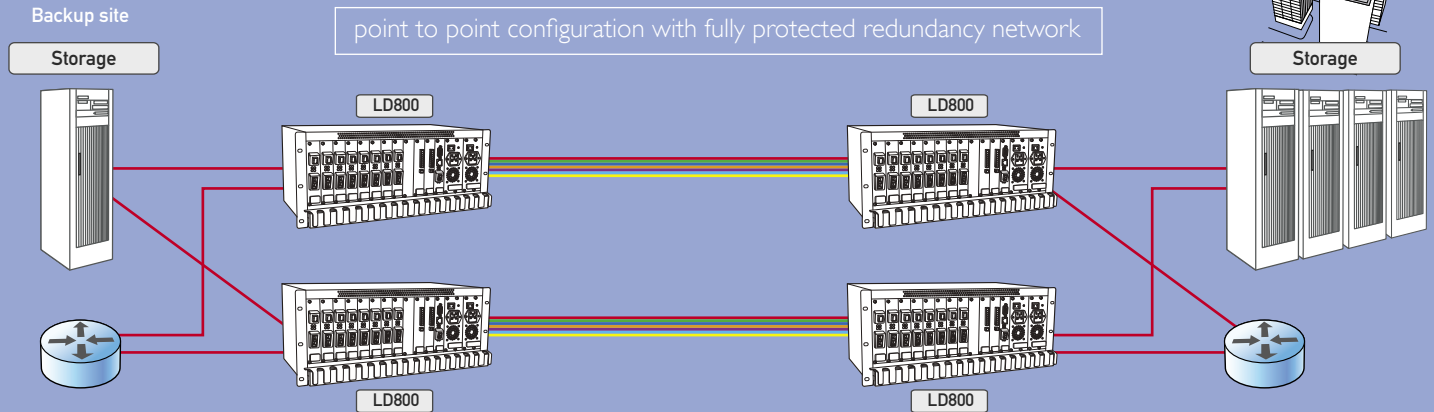 Backup site
point to point configuration with fully protected redundancy network
Storage
Storage
LD800
LD800
LD800
LD800